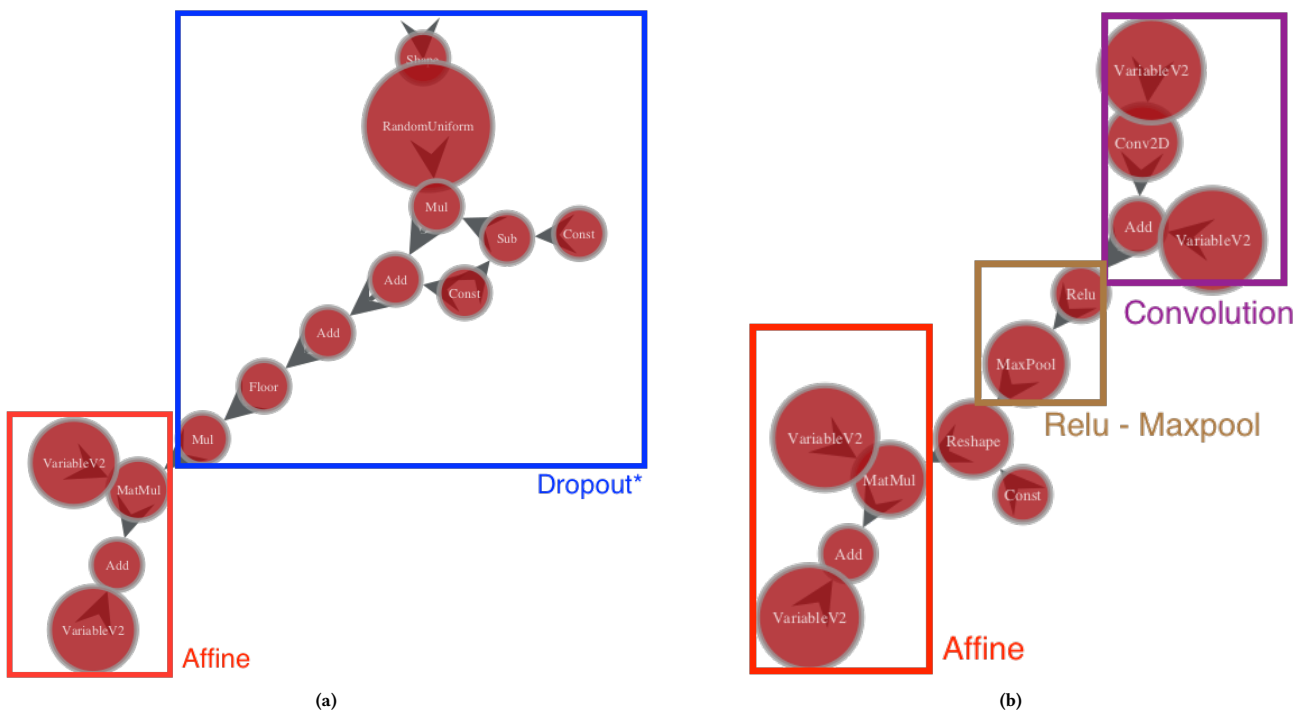 Shape
RandomUniform
Mul
Sub
Const
Add
Const
Add
Floor
Mul
Dropout*
VariableV2
MatMul
Add
VariableV2
Affine
(a)
VariableV2
Conv2D
Add
VariableV2
Convolution
Relu
MaxPool
Relu - Maxpool
Reshape
Const
VariableV2
MatMul
Add
VariableV2
Affine
(b)